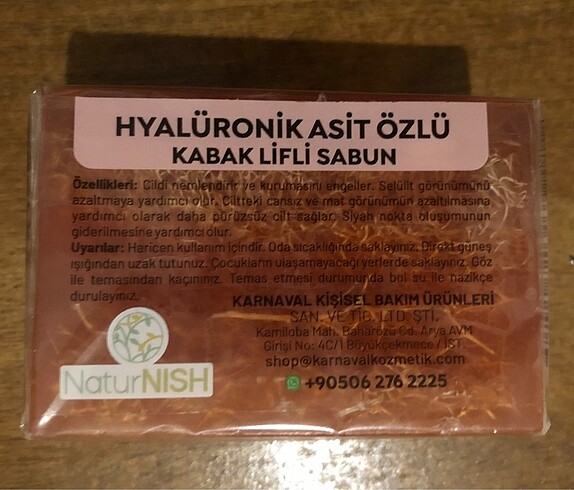 HYALÜRONİK ASİT ÖZLÜ
KABAK LİFLİ SABUN
Özellikleri: Cildi nemlendirir ve kurumasını engeller. Selülit görünümünü
azaltmaya yardımcı olur. Ciltteki cansız ve mat görünümün azaltılmasına
yardımcı olarak daha pürüzsüz cilt sağlar. Siyah nokta oluşumunun
giderilmesine yardımcı olur.
Uyarılar: Haricen kullanım içindir. Oda sıcaklığında saklayınız. Direkt güneş
ışığından uzak tutunuz. Çocukların ulaşamayacağı yerlerde saklayınız. Göz
ile temasından kaçınınız. Temas etmesi durumunda bol su ile nazikçe
durulayınız.
KARNAVAL KİŞİSEL BAKIM ÜRÜNLERİ
SAN. VE TİC. LTD. ŞTİ.
Kamiloba Mah. Baharözü Cd. Arya AVM
Girişi No: 4C/1 Büyükçekmece / İST.
shop@karnavalkozmetik.com
+90506 276 2225
NaturNISH